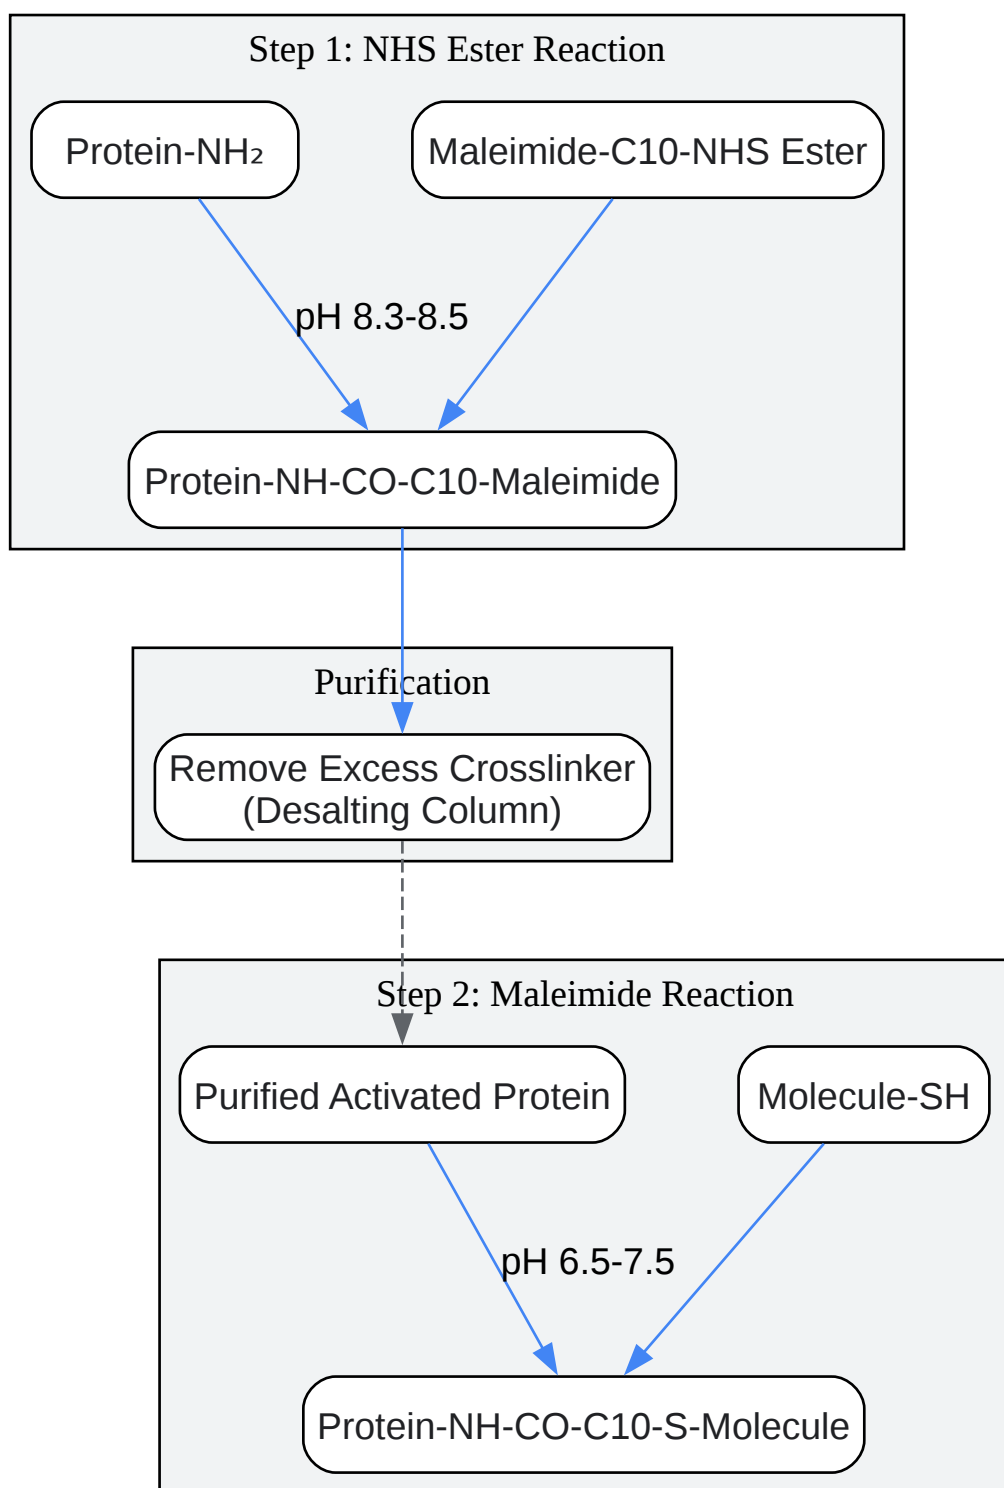 Step 1: NHS Ester Reaction
Protein-NH₂
Maleimide-C10-NHS Ester
pH 8.3-8.5
Protein-NH-CO-C10-Maleimide
Purification
Remove Excess Crosslinker
(Desalting Column)
Step 2: Maleimide Reaction
Purified Activated Protein
Molecule-SH
pH 6.5-7.5
Protein-NH-CO-C10-S-Molecule